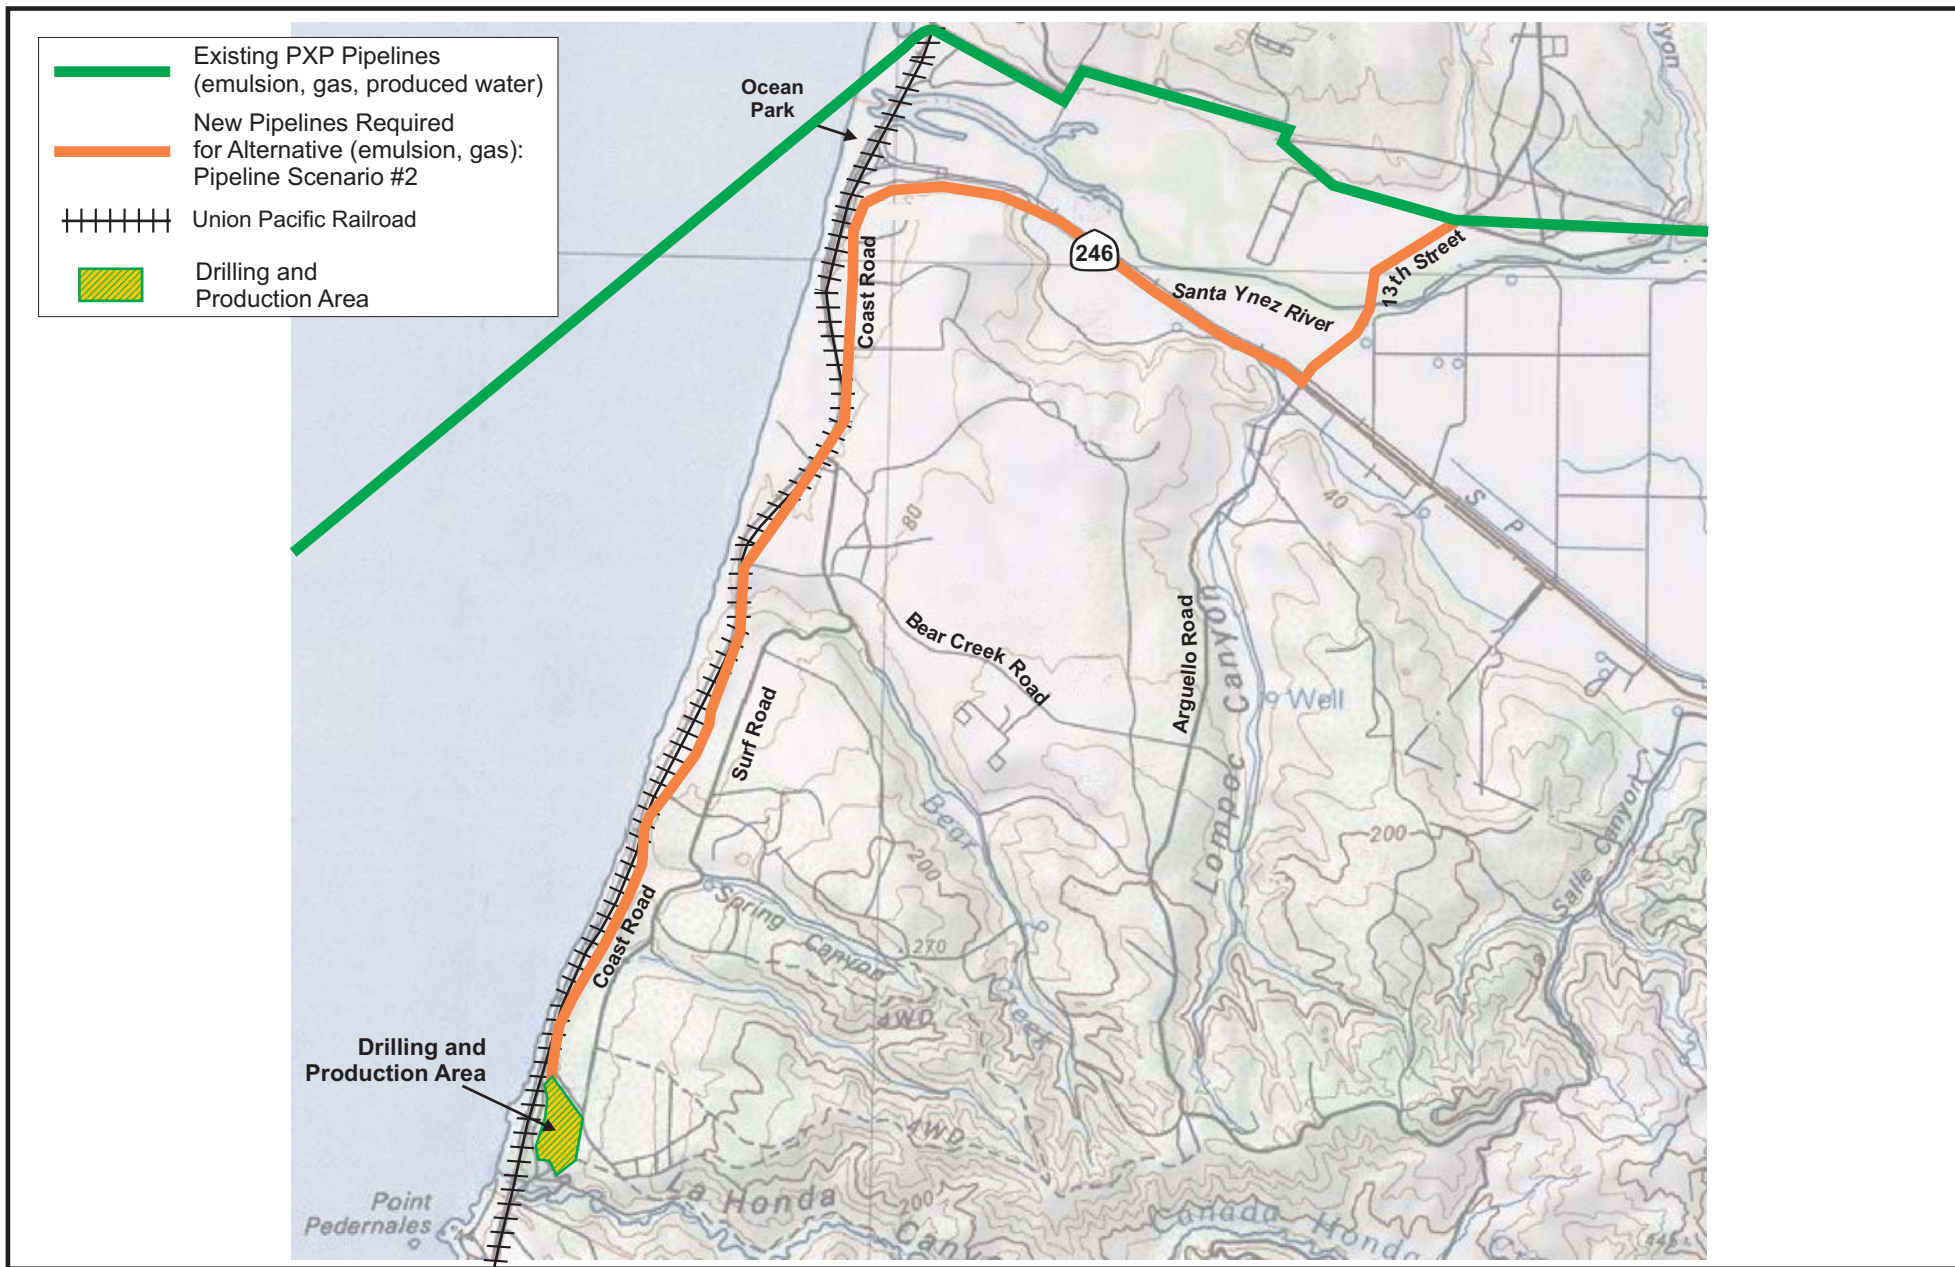 Existing PXP Pipelines
(emulsion, gas, produced water)
New Pipelines Required
for Alternative (emulsion, gas):
Pipeline Scenario #2
Union Pacific Railroad
Drilling and
Production Area
Ocean
Park
yon
Coast Road
246
Santa Ynez River
13th Street
80
40
S P
Bear Creek Road
Arguello Road
Lompoc Canyon
Well
Surf Road
Bear Creek
200
200
Salle Canyon
Spring Canyon
270
Coast Road
4WD
Drilling and
Production Area
4WD
La Honda
Canyon
200
Canada Honda
Point
Pedernales